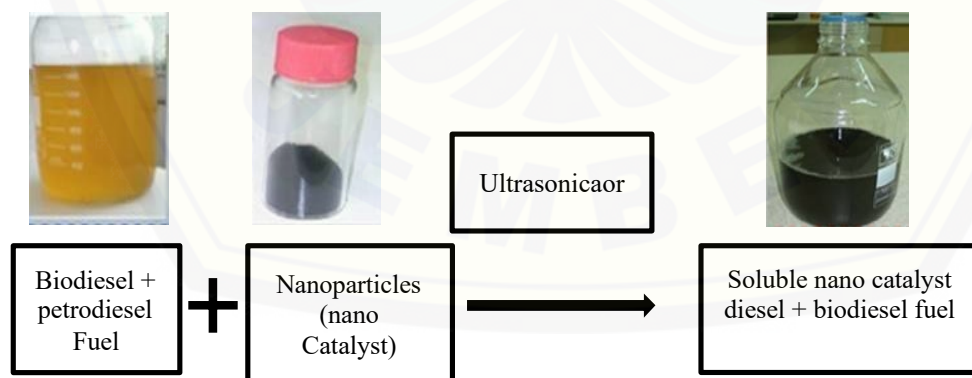 Ultrasonicaor
Biodiesel +
petrodiesel
Fuel
+
Nanoparticles
(nano
Catalyst)
Soluble nano catalyst
diesel + biodiesel fuel